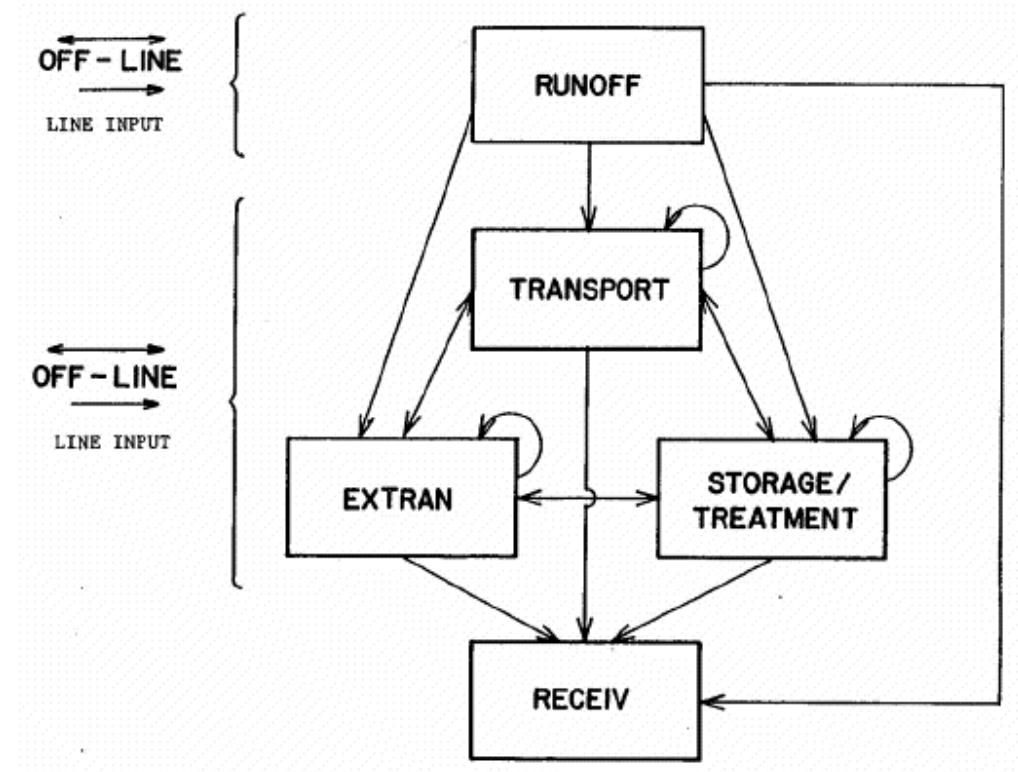 OFF-LINE
LINE INPUT
RUNOFF
TRANSPORT
OFF-LINE
LINE INPUT
EXTRAN
STORAGE/
TREATMENT
RECEIV